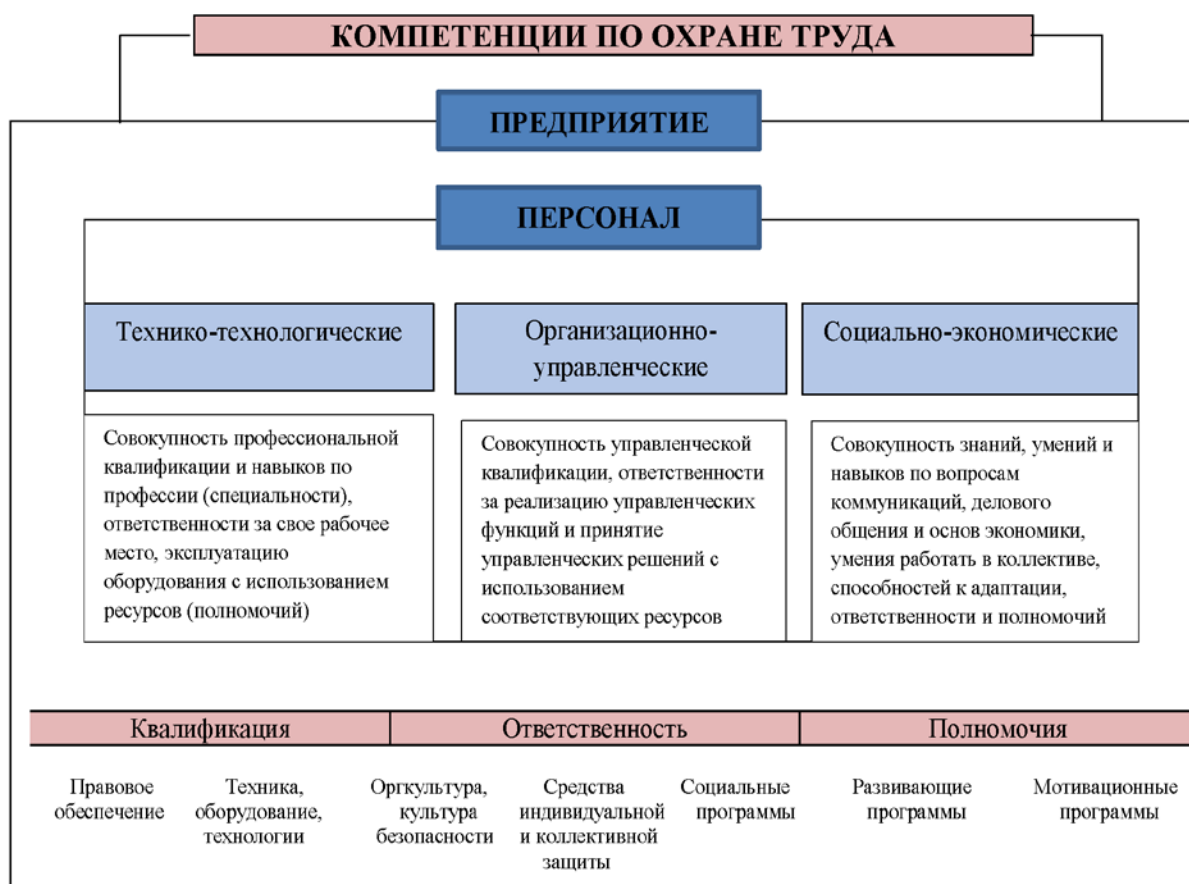 КОМПЕТЕНЦИИ ПО ОХРАНЕ ТРУДА
ПРЕДПРИЯТИЕ
ПЕРСОНАЛ
Технико-технологические
Организационно-
управленческие
Социально-экономические
Совокупность профессиональной
квалификации и навыков по
профессии (специальности),
ответственности за свое рабочее
место, эксплуатацию
оборудования с использованием
ресурсов (полномочий)
Совокупность управленческой
квалификации, ответственности
за реализацию управленческих
функций и принятие
управленческих решений с
использованием
соответствующих ресурсов
Совокупность знаний, умений и
навыков по вопросам
коммуникаций, делового
общения и основ экономики,
умения работать в коллективе,
способностей к адаптации,
ответственности и полномочий
Квалификация
Ответственность
Полномочия
Правовое
обеспечение
Техника,
оборудование,
технологии
Оргкультура,
культура
безопасности
Средства
индивидуальной
и коллективной
защиты
Социальные
программы
Развивающие
программы
Мотивационные
программы